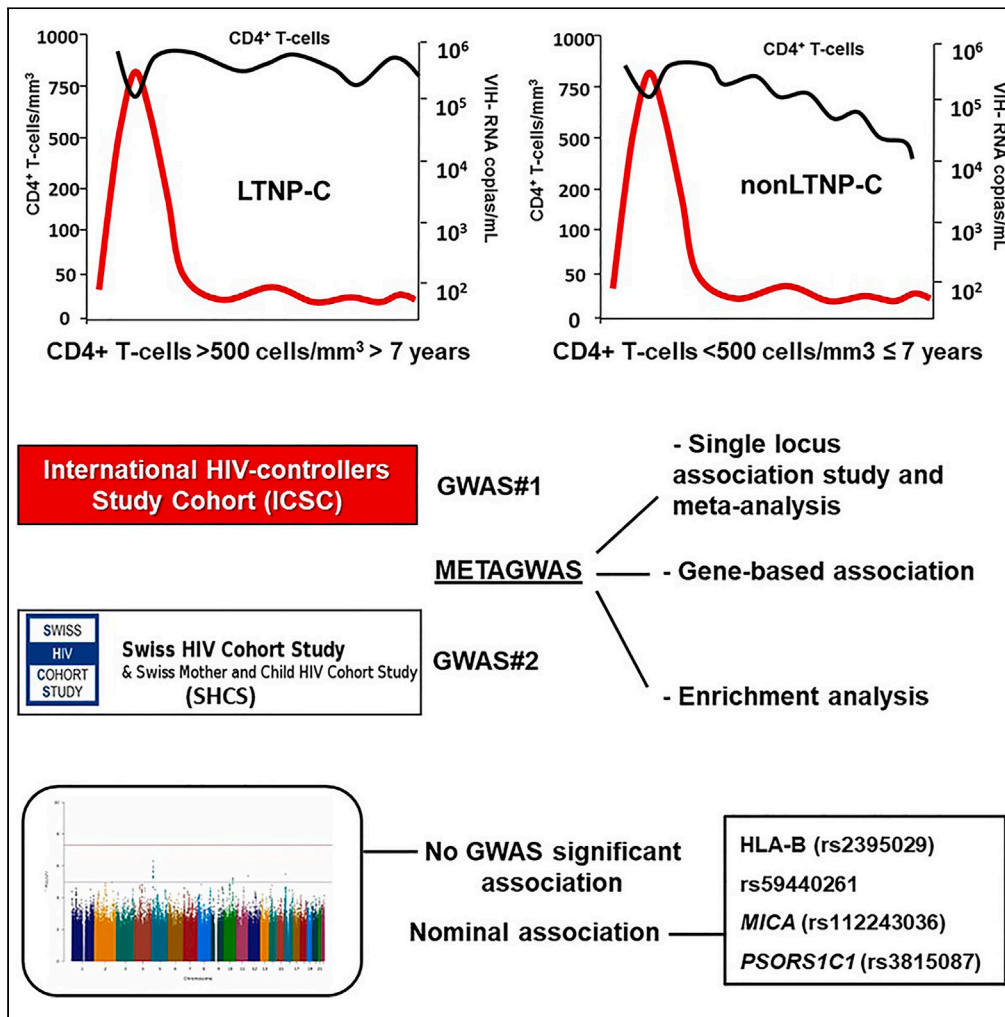 CD4⁺ T-cells
1000
750
500
200
100
50
0
CD4⁺ T-cells/mm³
10⁶
10⁵
10⁴
10³
10²
VIH- RNA copias/mL
LTNP-C
CD4+ T-cells >500 cells/mm³ > 7 years
CD4⁺ T-cells
1000
750
500
200
100
50
0
CD4⁺ T-cells/mm³
10⁶
10⁵
10⁴
10³
10²
VIH- RNA copias/mL
nonLTNP-C
CD4+ T-cells <500 cells/mm3 ≤ 7 years
International HIV-controllers
Study Cohort (ICSC)
GWAS#1
METAGWAS
GWAS#2
SWISS
HIV
COHORT
STUDY
Swiss HIV Cohort Study
& Swiss Mother and Child HIV Cohort Study
(SHCS)
- Single locus
association study and
meta-analysis
- Gene-based association
- Enrichment analysis
Chromosome
No GWAS significant
association
Nominal association
HLA-B (rs2395029)
rs59440261
MICA (rs112243036)
PSORS1C1 (rs3815087)